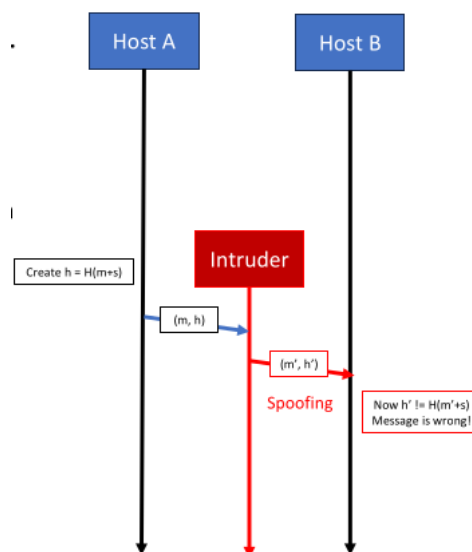 Host A
Host B
Intruder
Create h = H(m+s)
(m, h)
(m’, h’)
Spoofing
Now h’ != H(m’+s)
Message is wrong!